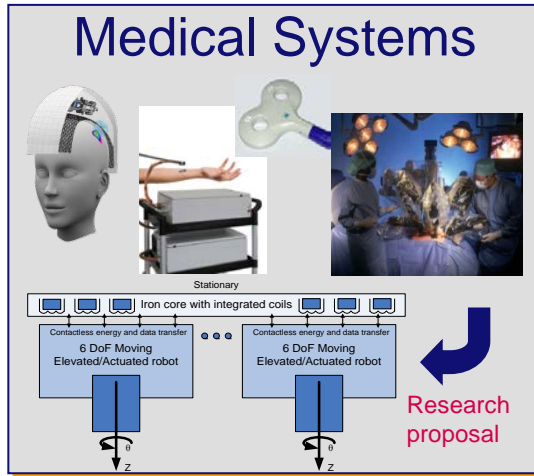 Medical Systems
Stationary
Iron core with integrated coils
Contactless energy and data transfer
6 DoF Moving
Elevated/Actuated robot
θ
Z
Contactless energy and data transfer
6 DoF Moving
Elevated/Actuated robot
θ
Z
Research
proposal